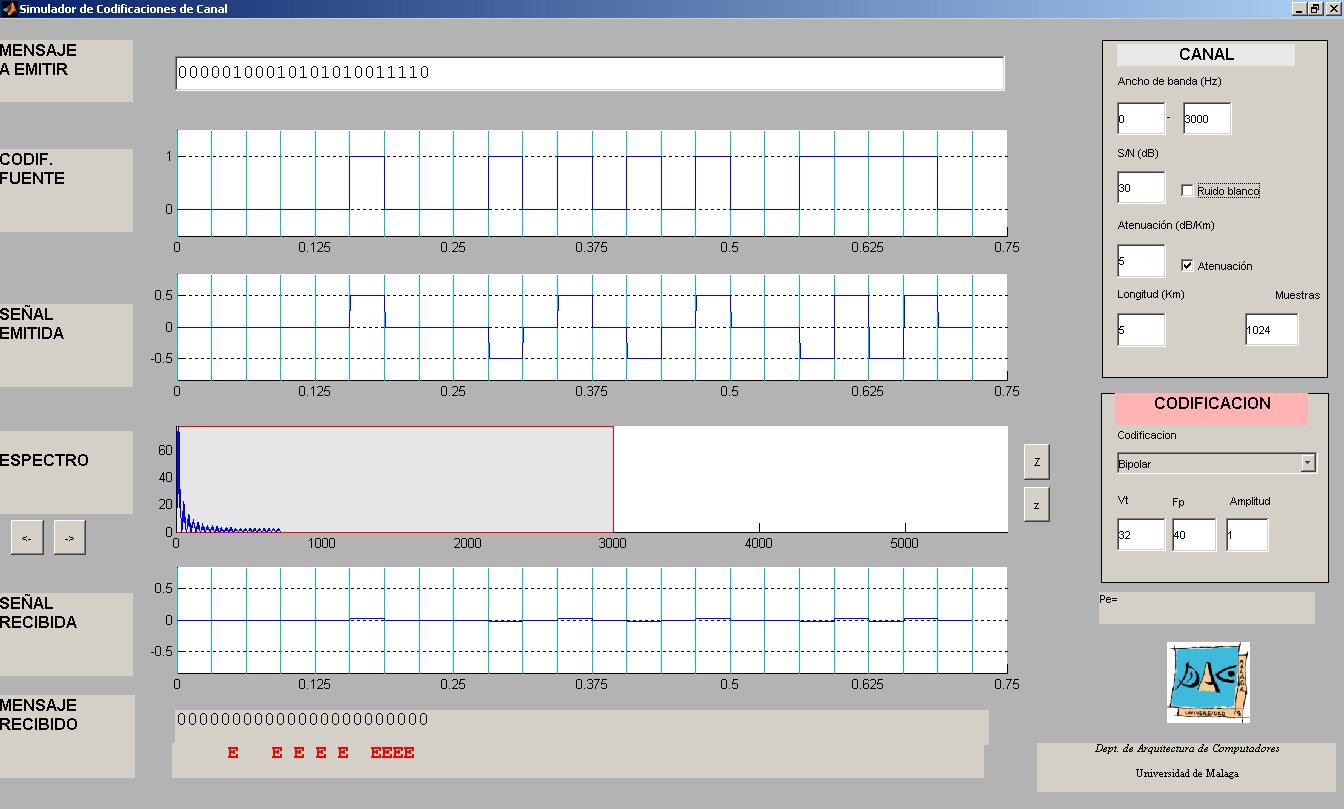 Simulador de Codificaciones de Canal
MENSAJE
A EMITIR
00000100010101010011110
CODIF.
FUENTE
1
0
0 0.125 0.25 0.375 0.5 0.625 0.75
SEÑAL
EMITIDA
0.5
0
-0.5
0 0.125 0.25 0.375 0.5 0.625 0.75
ESPECTRO
60
40
20
0
0 1000 2000 3000 4000 5000
<- ->
Z
z
SEÑAL
RECIBIDA
0.5
0
-0.5
0 0.125 0.25 0.375 0.5 0.625 0.75
MENSAJE
RECIBIDO
00000000000000000000000
E E E E E EEEE
CANAL
Ancho de banda (Hz)
0 - 3000
S/N (dB)
30 Ruido blanco
Atenuación (dB/Km)
5 Atenuación
Longitud (Km) Muestras
5 1024
CODIFICACION
Codificacion
Bipolar
Vt Fp Amplitud
32 40 1
Pe=
DAC
MALAGA
UNIVERSIDAD
Dept. de Arquitectura de Computadores
Universidad de Malaga